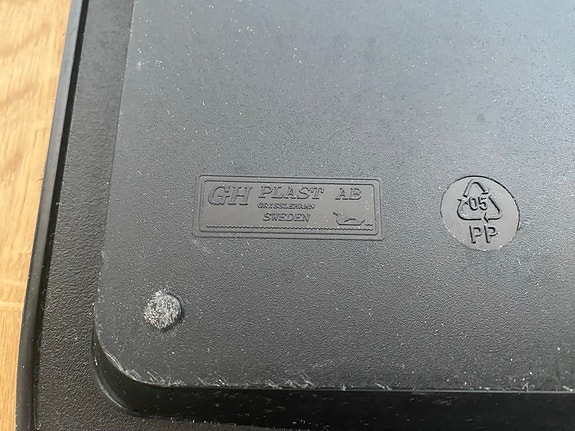 GH PLAST AB
GRISSLEHAMN
SWEDEN
05
PP